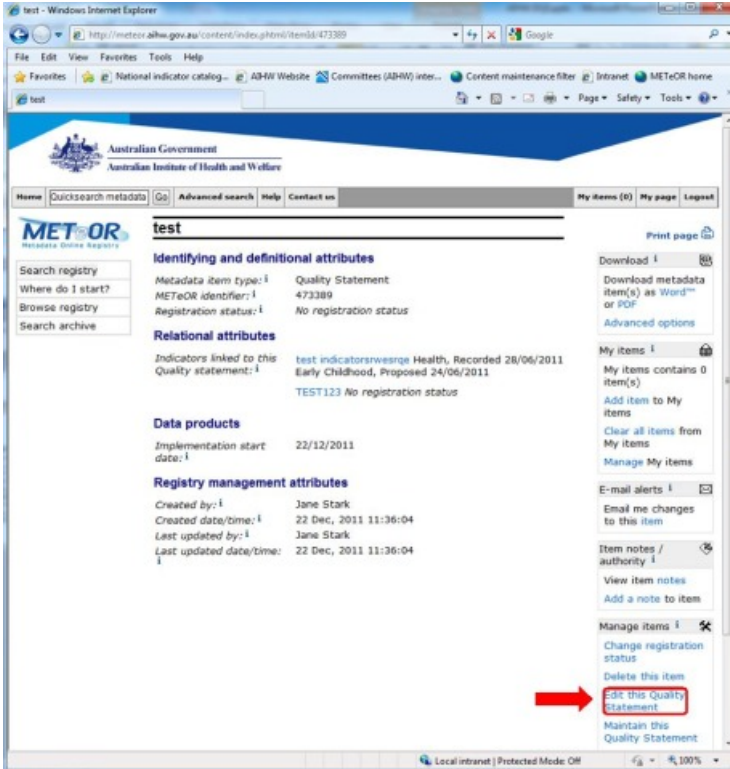 test - Windows Internet Explorer
http://meteor.aihw.gov.au/content/index.phtml/itemId/473389
Google
File Edit View Favorites Tools Help
Favorites National indicator catalog... AIHW Website Committees (AIHW) inter... Content maintenance filter Intranet METeOR home
test
Page Safety Tools
Australian Government
Australian Institute of Health and Welfare
Home Quicksearch metadata Go Advanced search Help Contact us My items (0) My page Logout
METeOR
Metadata Online Registry
Search registry
Where do I start?
Browse registry
Search archive
test
Identifying and definitional attributes
Metadata item type: i Quality Statement
METeOR identifier: i 473389
Registration status: i No registration status
Relational attributes
Indicators linked to this Quality statement: i
test indicatorsrwesrqe Health, Recorded 28/06/2011
Early Childhood, Proposed 24/06/2011
TEST123 No registration status
Data products
Implementation start date: i 22/12/2011
Registry management attributes
Created by: i Jane Stark
Created date/time: i 22 Dec, 2011 11:36:04
Last updated by: i Jane Stark
Last updated date/time: i 22 Dec, 2011 11:36:04
Print page
Download i
Download metadata
item(s) as Word™
or PDF
Advanced options
My items i
My items contains 0
item(s)
Add item to My
items
Clear all items from
My items
Manage My items
E-mail alerts i
Email me changes
to this item
Item notes /
authority i
View item notes
Add a note to item
Manage items i
Change registration
status
Delete this item
Edit this Quality
Statement
Maintain this
Quality Statement
Local intranet | Protected Mode: Off 100%